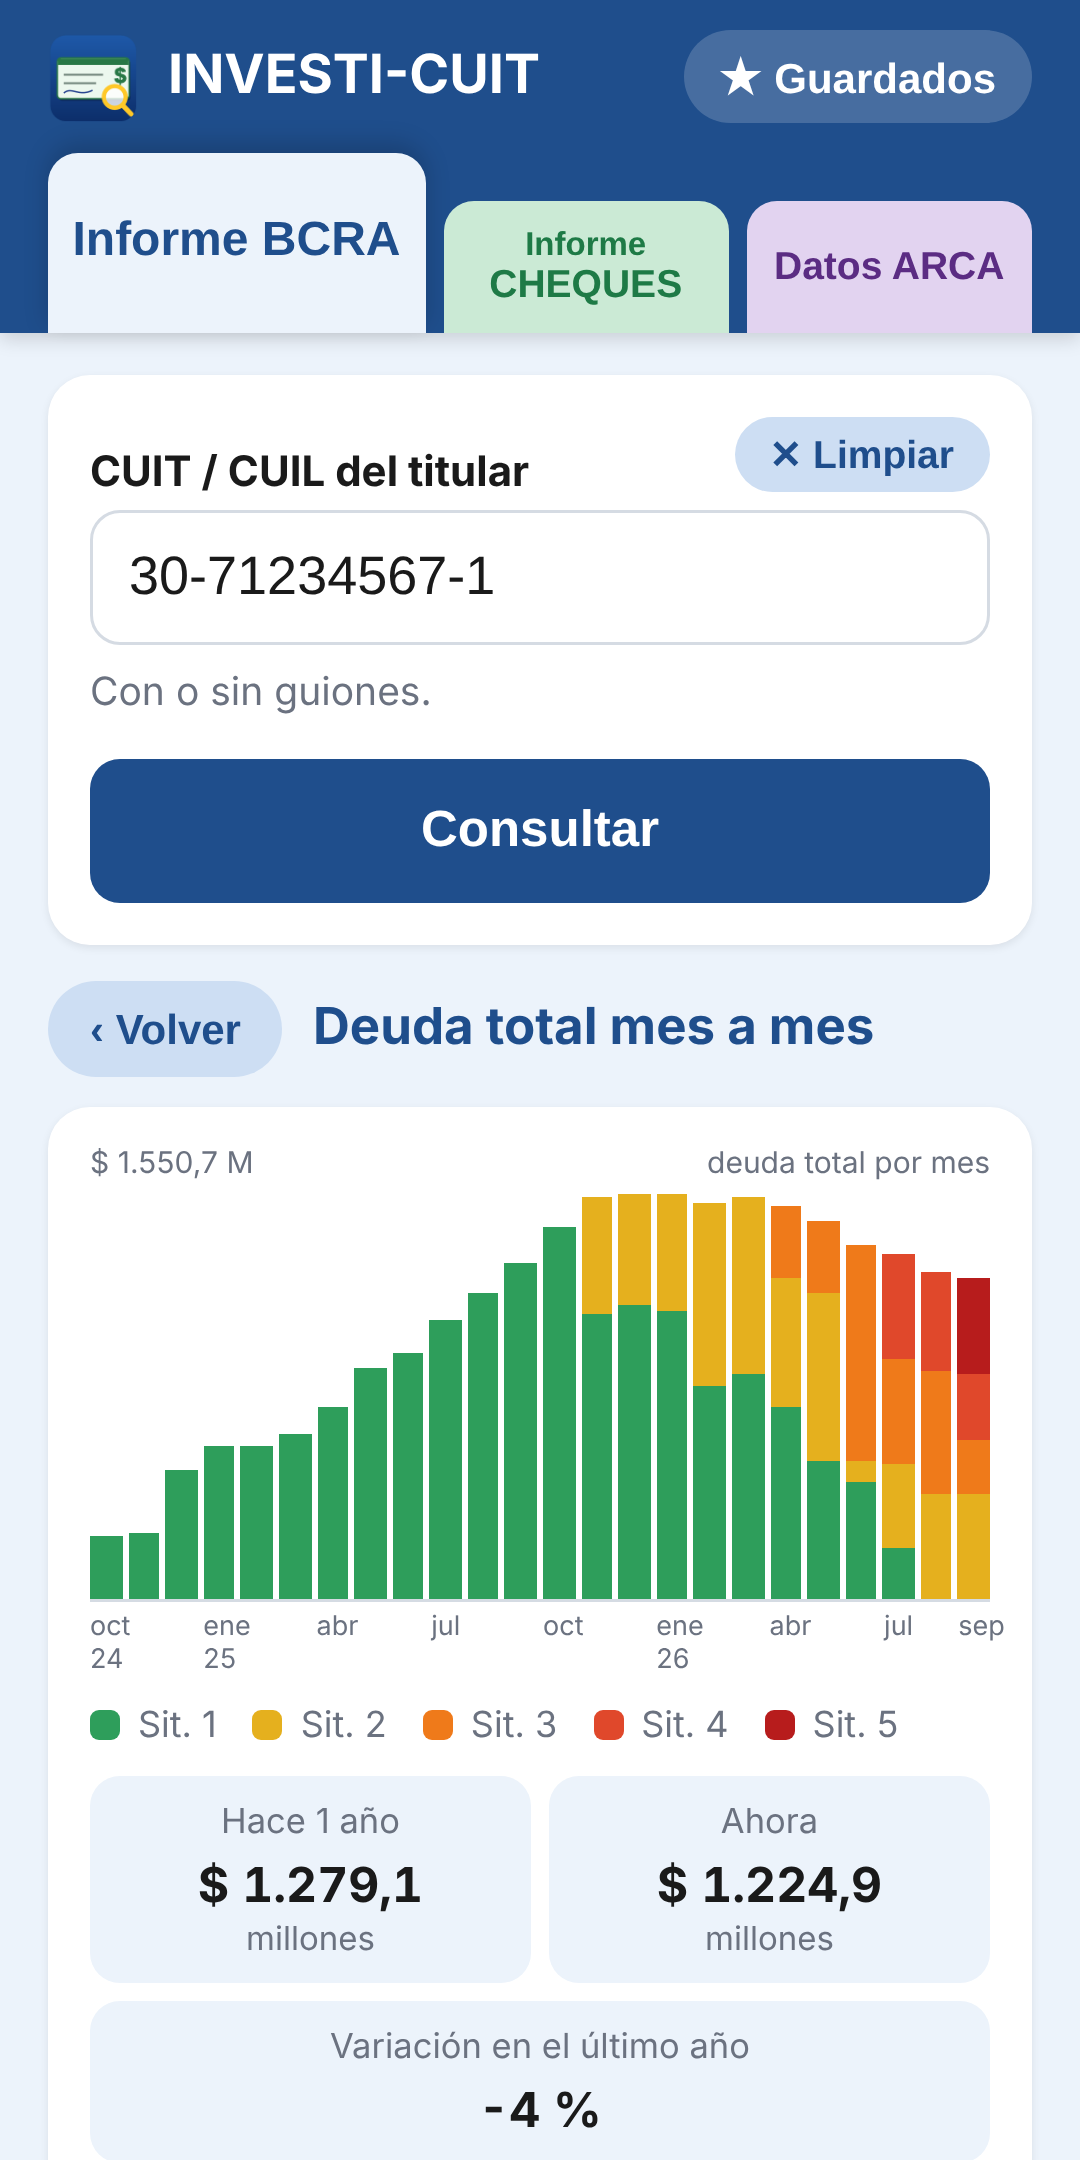 INVESTI-CUIT
★ Guardados
Informe BCRA
Informe
CHEQUES
Datos ARCA
CUIT / CUIL del titular
✕ Limpiar
30-71234567-1
Con o sin guiones.
Consultar
‹ Volver
Deuda total mes a mes
$ 1.550,7 M
deuda total por mes
oct ene abr jul oct ene abr jul sep
24 25 26
Sit. 1 Sit. 2 Sit. 3 Sit. 4 Sit. 5
Hace 1 año
$ 1.279,1
millones
Ahora
$ 1.224,9
millones
Variación en el último año
-4 %